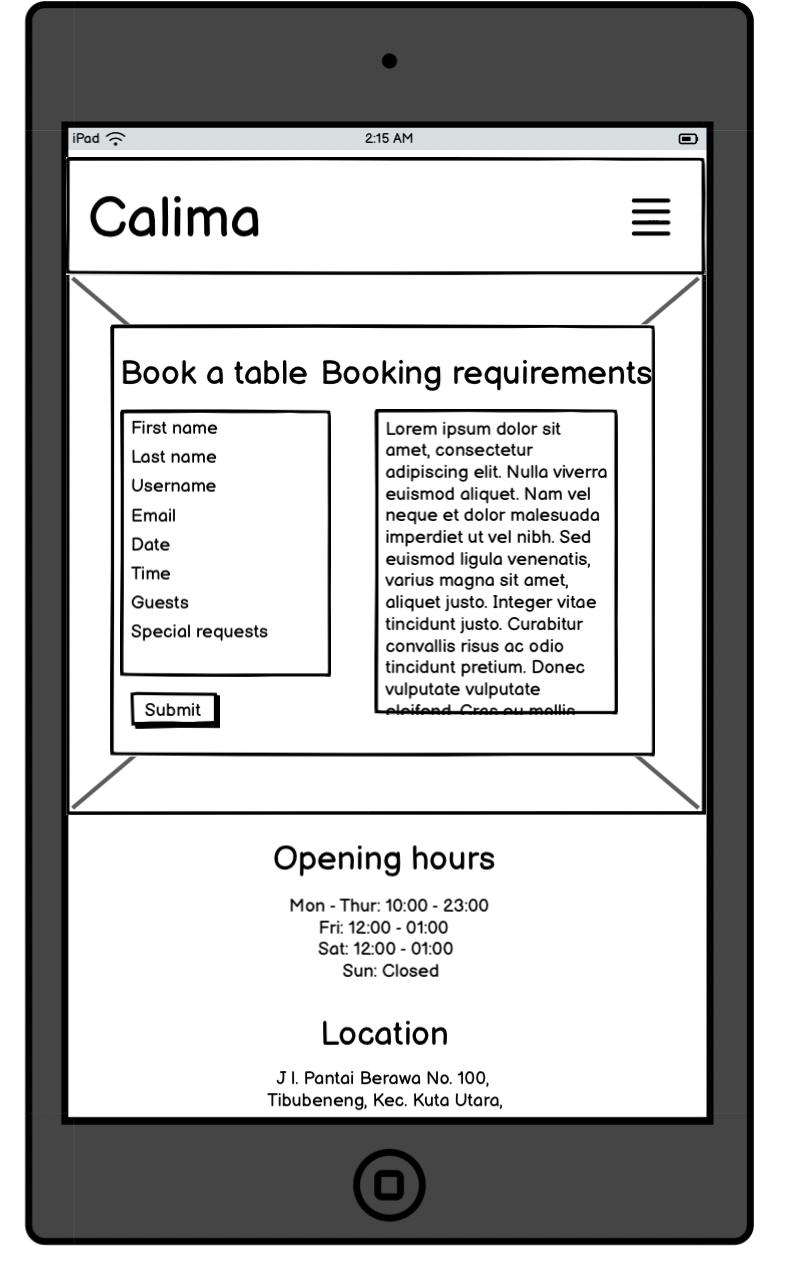 iPad 2:15 AM
Calima
Book a table Booking requirements
First name
Last name
Username
Email
Date
Time
Guests
Special requests
Submit
Lorem ipsum dolor sit
amet, consectetur
adipiscing elit. Nulla viverra
euismod aliquet. Nam vel
neque et dolor malesuada
imperdiet ut vel nibh. Sed
euismod ligula venenatis,
varius magna sit amet,
aliquet justo. Integer vitae
tincidunt justo. Curabitur
convallis risus ac odio
tincidunt pretium. Donec
vulputate vulputate
eleifend. Cras eu mollis
Opening hours
Mon - Thur: 10:00 - 23:00
Fri: 12:00 - 01:00
Sat: 12:00 - 01:00
Sun: Closed
Location
J l. Pantai Berawa No. 100,
Tibubeneng, Kec. Kuta Utara,